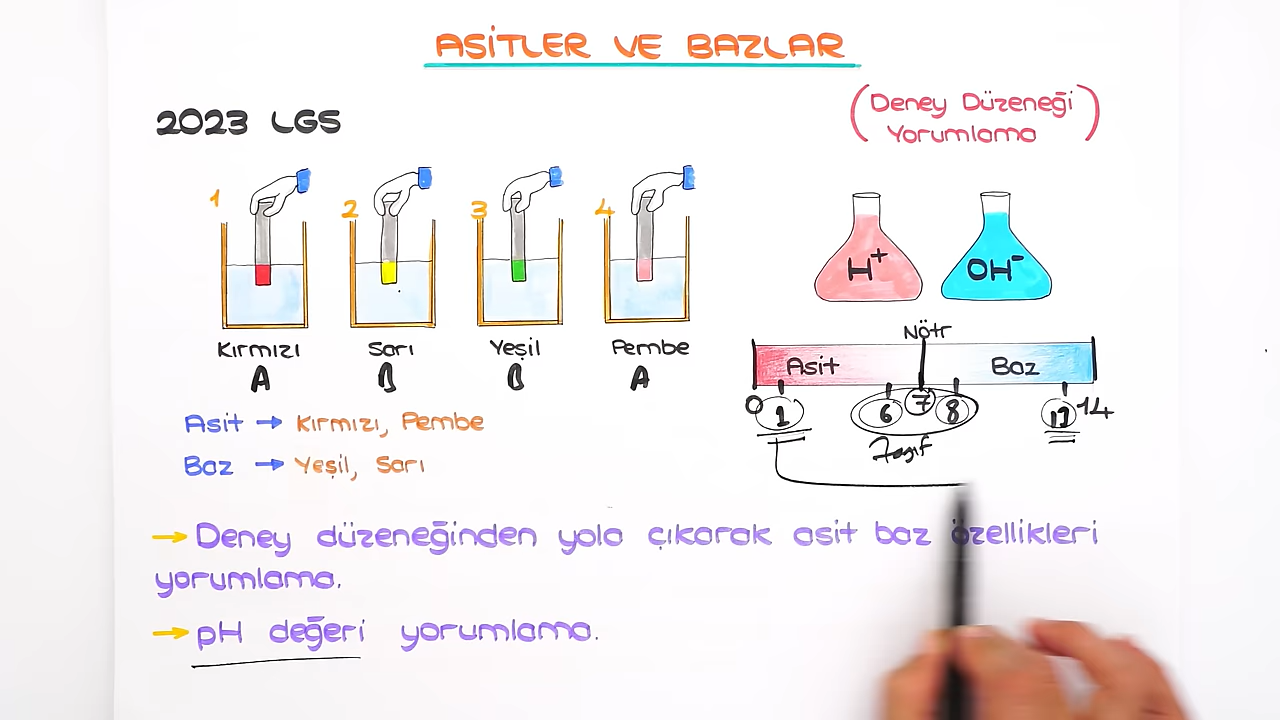 ASİTLER VE BAZLAR
2023 LGS
(Deney Düzeneği
Yorumlama)
1 2 3 4
Kırmızı Sarı Yeşil Pembe
A B B A
H+ OH-
Nötr
Asit Baz
0 1 6 7 8 13 14
Zayıf
Asit → Kırmızı, Pembe
Baz → Yeşil, Sarı
→ Deney düzeneğinden yola çıkarak asit baz özellikleri
yorumlama.
→ pH değeri yorumlama.